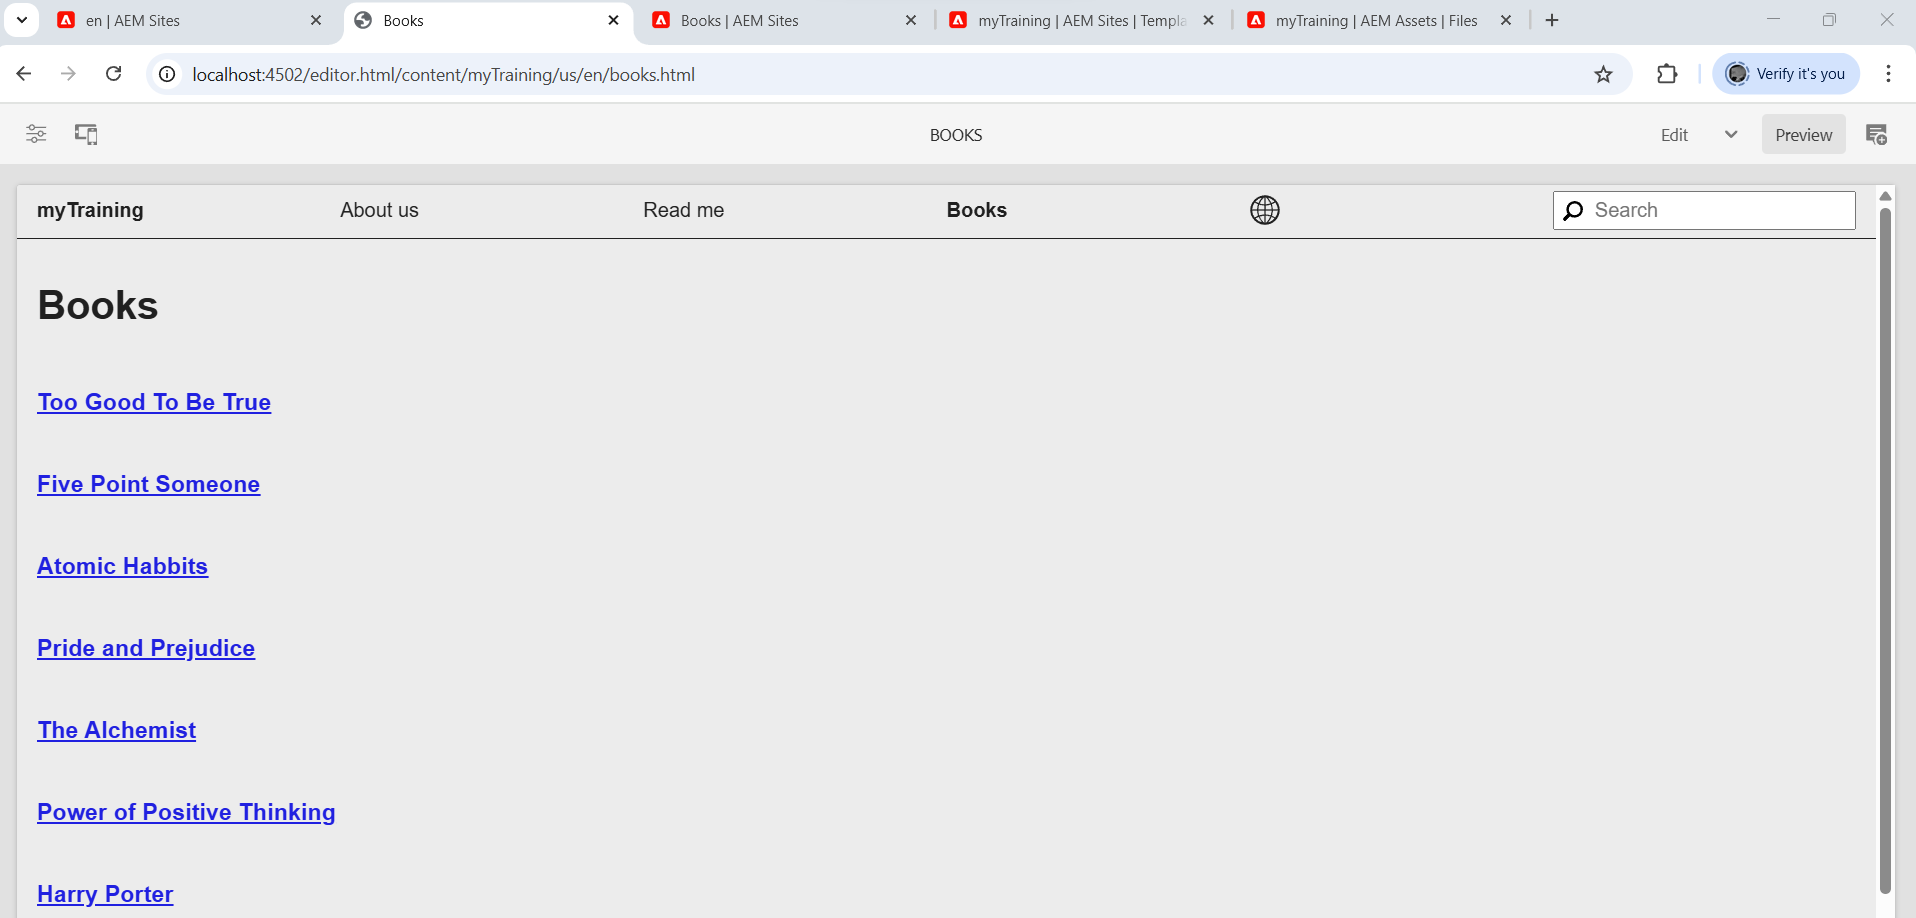 en | AEM Sites
Books
Books | AEM Sites
myTraining | AEM Sites | Templa
myTraining | AEM Assets | Files
localhost:4502/editor.html/content/myTraining/us/en/books.html
Verify it's you
BOOKS
Edit
Preview
myTraining
About us
Read me
Books
Search
Books
Too Good To Be True
Five Point Someone
Atomic Habbits
Pride and Prejudice
The Alchemist
Power of Positive Thinking
Harry Porter